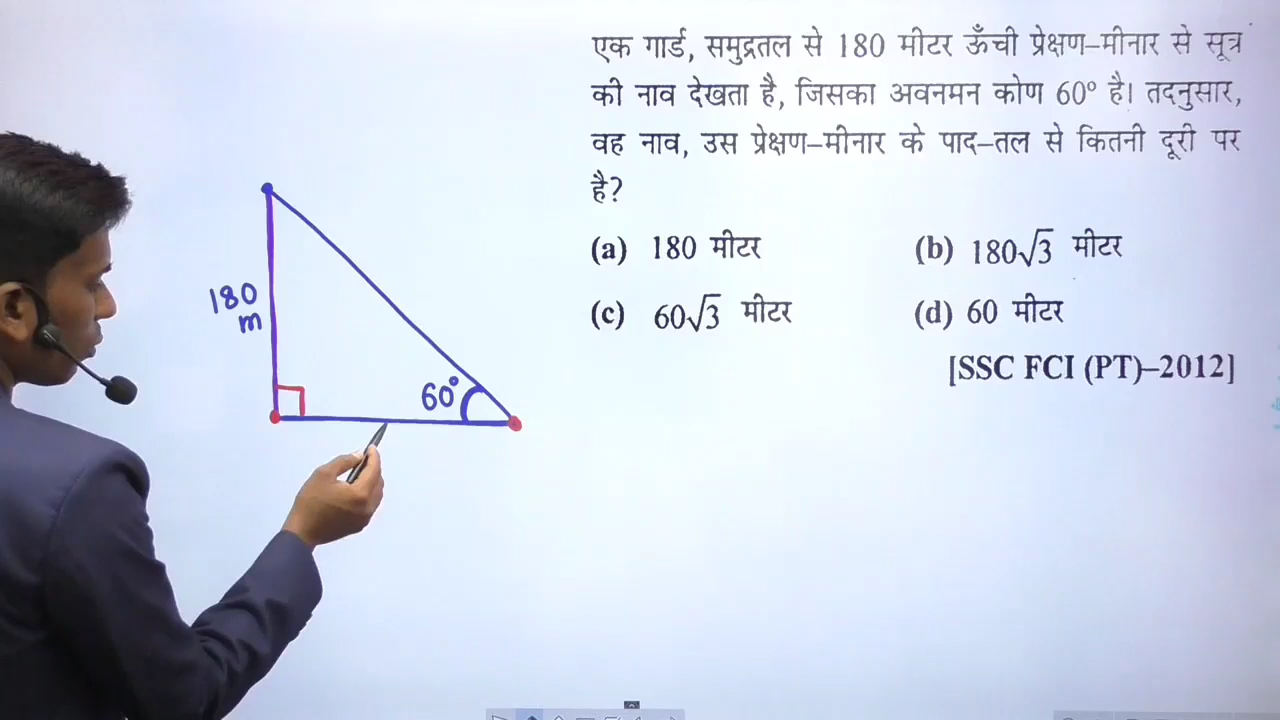 एक गार्ड, समुद्रतल से 180 मीटर ऊँची प्रेक्षण–मीनार से सूत्र
की नाव देखता है, जिसका अवनमन कोण 60° है। तदनुसार,
वह नाव, उस प्रेक्षण–मीनार के पाद–तल से कितनी दूरी पर
है?
(a) 180 मीटर (b) 180√3 मीटर
(c) 60√3 मीटर (d) 60 मीटर
[SSC FCI (PT)–2012]
180
m
60°